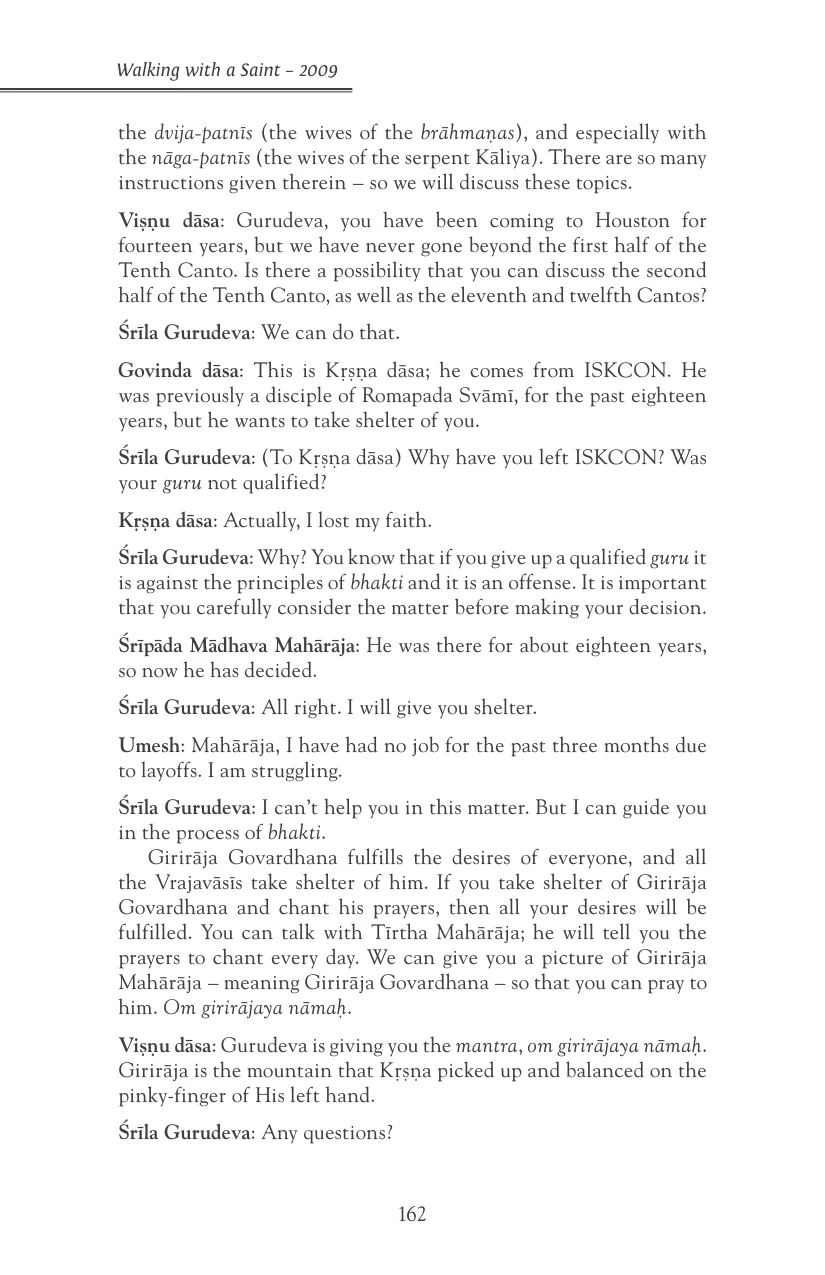 Walking with a Saint – 2009
the dvija-patnīs (the wives of the brāhmaṇas), and especially with
the nāga-patnīs (the wives of the serpent Kāliya). There are so many
instructions given therein – so we will discuss these topics.
Viṣṇu dāsa: Gurudeva, you have been coming to Houston for
fourteen years, but we have never gone beyond the first half of the
Tenth Canto. Is there a possibility that you can discuss the second
half of the Tenth Canto, as well as the eleventh and twelfth Cantos?
Śrīla Gurudeva: We can do that.
Govinda dāsa: This is Kṛṣṇa dāsa; he comes from ISKCON. He
was previously a disciple of Romapada Svāmī, for the past eighteen
years, but he wants to take shelter of you.
Śrīla Gurudeva: (To Kṛṣṇa dāsa) Why have you left ISKCON? Was
your guru not qualified?
Kṛṣṇa dāsa: Actually, I lost my faith.
Śrīla Gurudeva: Why? You know that if you give up a qualified guru it
is against the principles of bhakti and it is an offense. It is important
that you carefully consider the matter before making your decision.
Śrīpāda Mādhava Mahārāja: He was there for about eighteen years,
so now he has decided.
Śrīla Gurudeva: All right. I will give you shelter.
Umesh: Mahārāja, I have had no job for the past three months due
to layoffs. I am struggling.
Śrīla Gurudeva: I can't help you in this matter. But I can guide you
in the process of bhakti.
Girirāja Govardhana fulfills the desires of everyone, and all
the Vrajavāsīs take shelter of him. If you take shelter of Girirāja
Govardhana and chant his prayers, then all your desires will be
fulfilled. You can talk with Tīrtha Mahārāja; he will tell you the
prayers to chant every day. We can give you a picture of Girirāja
Mahārāja – meaning Girirāja Govardhana – so that you can pray to
him. Om girirājaya nāmaḥ.
Viṣṇu dāsa: Gurudeva is giving you the mantra, om girirājaya nāmaḥ.
Girirāja is the mountain that Kṛṣṇa picked up and balanced on the
pinky-finger of His left hand.
Śrīla Gurudeva: Any questions?
162